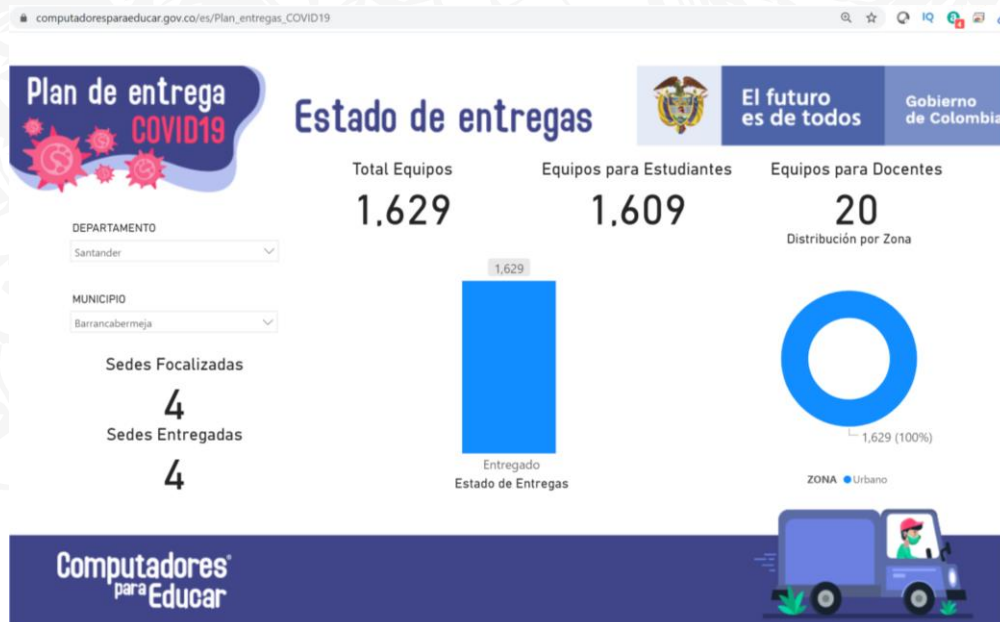 computadoresparaeducar.gov.co/es/Plan_entregas_COVID19
IQ
4
Plan de entrega
COVID19
Estado de entregas
El futuro
es de todos
Gobierno
de Colombia
Total Equipos
1,629
Equipos para Estudiantes
1,609
Equipos para Docentes
20
Distribución por Zona
DEPARTAMENTO
Santander
MUNICIPIO
Barrancabermeja
Sedes Focalizadas
4
Sedes Entregadas
4
1,629
Entregado
Estado de Entregas
1,629 (100%)
ZONA Urbano
Computadores
para Educar